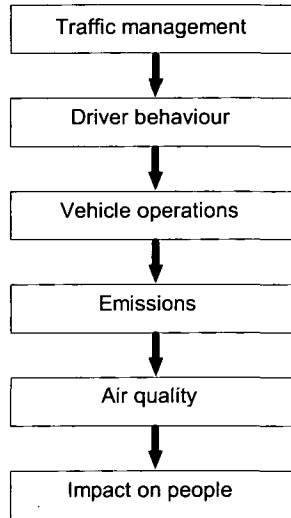 Traffic management
Driver behaviour
Vehicle operations
Emissions
Air quality
Impact on people